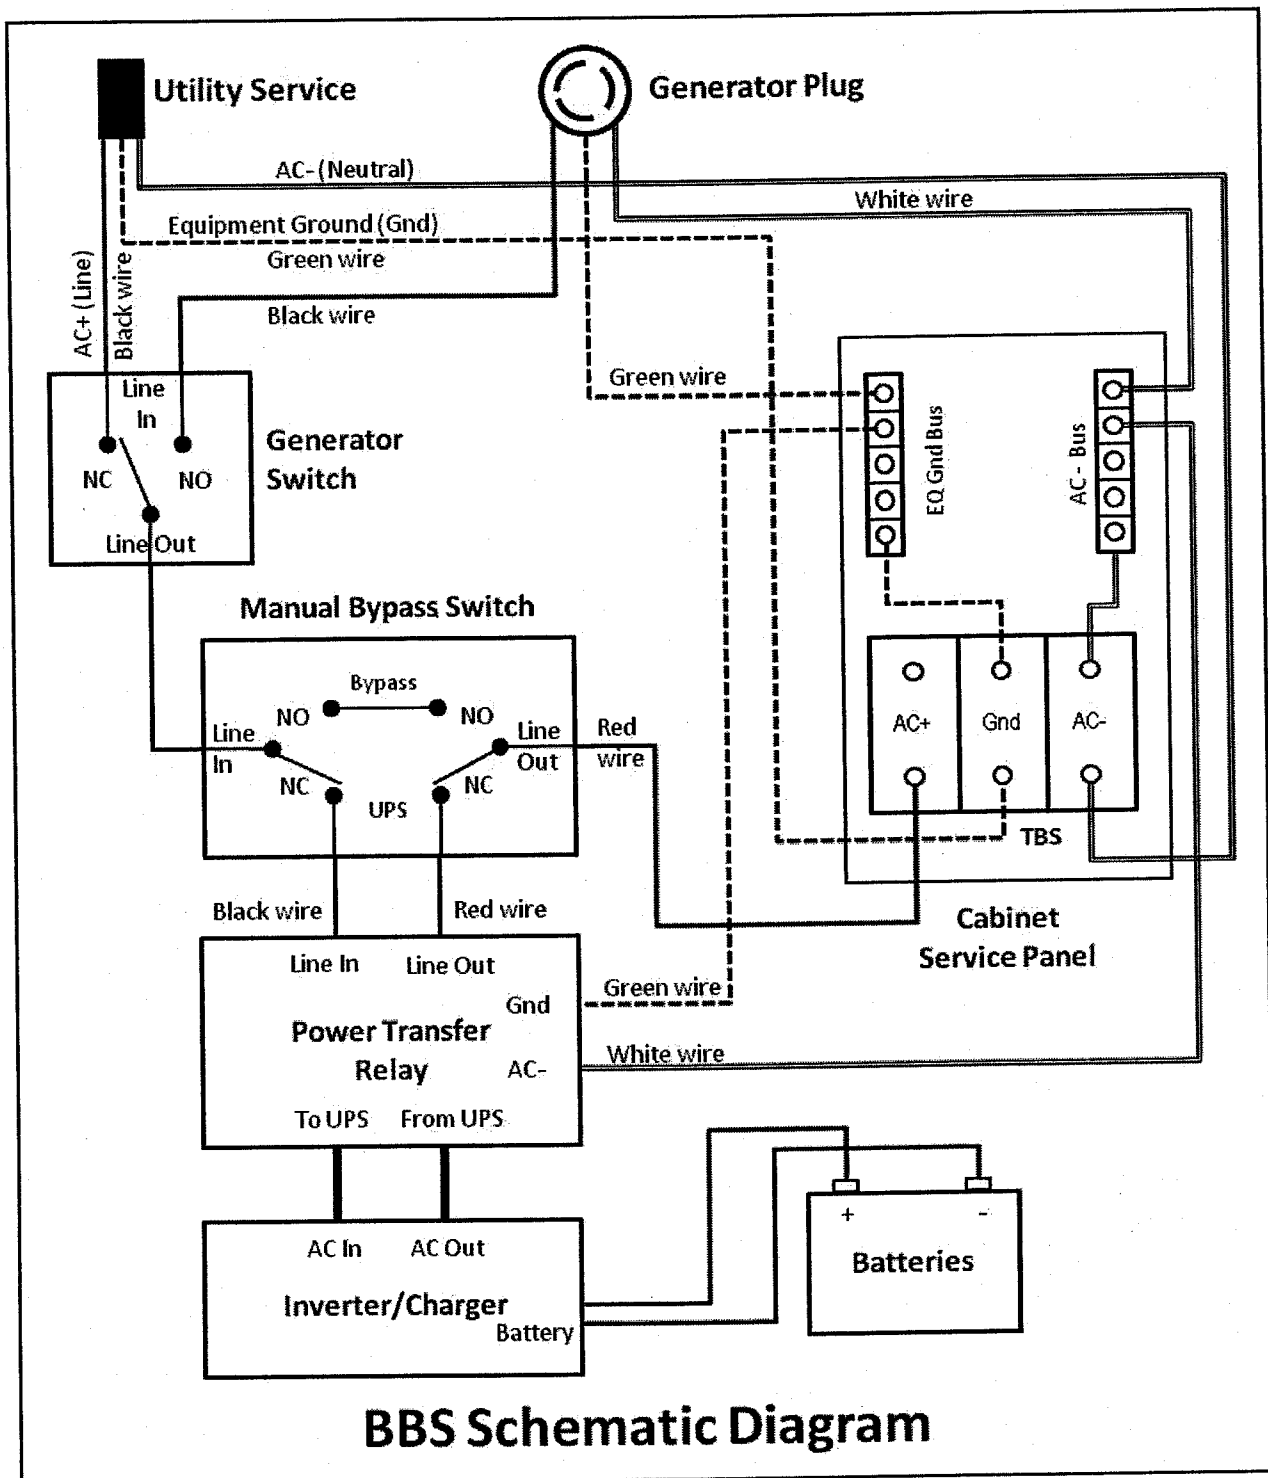 Utility Service
Generator Plug
AC- (Neutral)
White wire
Equipment Ground (Gnd)
Green wire
AC+ (Line)
Black wire
Black wire
Green wire
Line
In
NC
NO
Line Out
Generator
Switch
EQ Gnd Bus
AC - Bus
Manual Bypass Switch
Bypass
NO
NO
Line
In
Line
Out
NC
NC
UPS
Red
wire
AC+
Gnd
AC-
TBS
Cabinet
Service Panel
Black wire
Red wire
Line In
Line Out
Gnd
Green wire
Power Transfer
Relay
AC-
White wire
To UPS
From UPS
AC In
AC Out
Inverter/Charger
Battery
+
-
Batteries
BBS Schematic Diagram